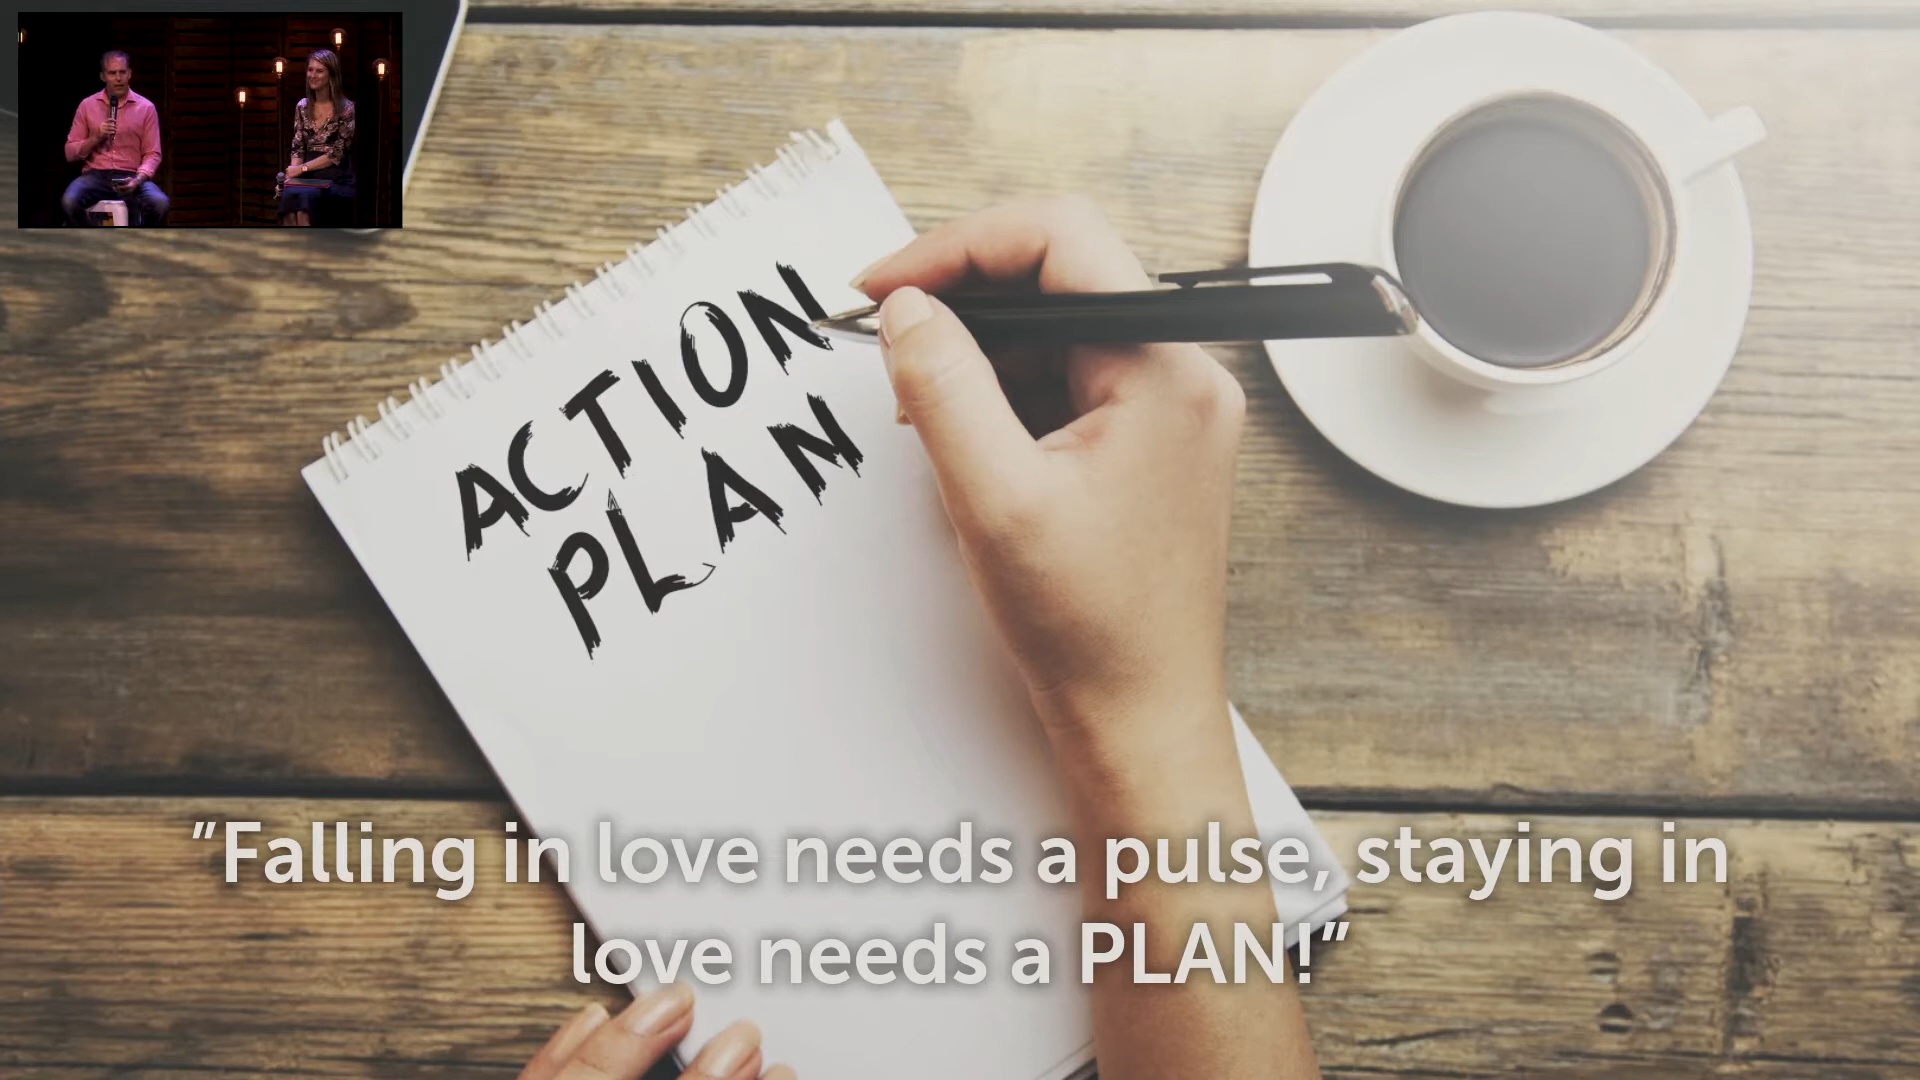 ACTION
PLAN
"Falling in love needs a pulse, staying in
love needs a PLAN!"